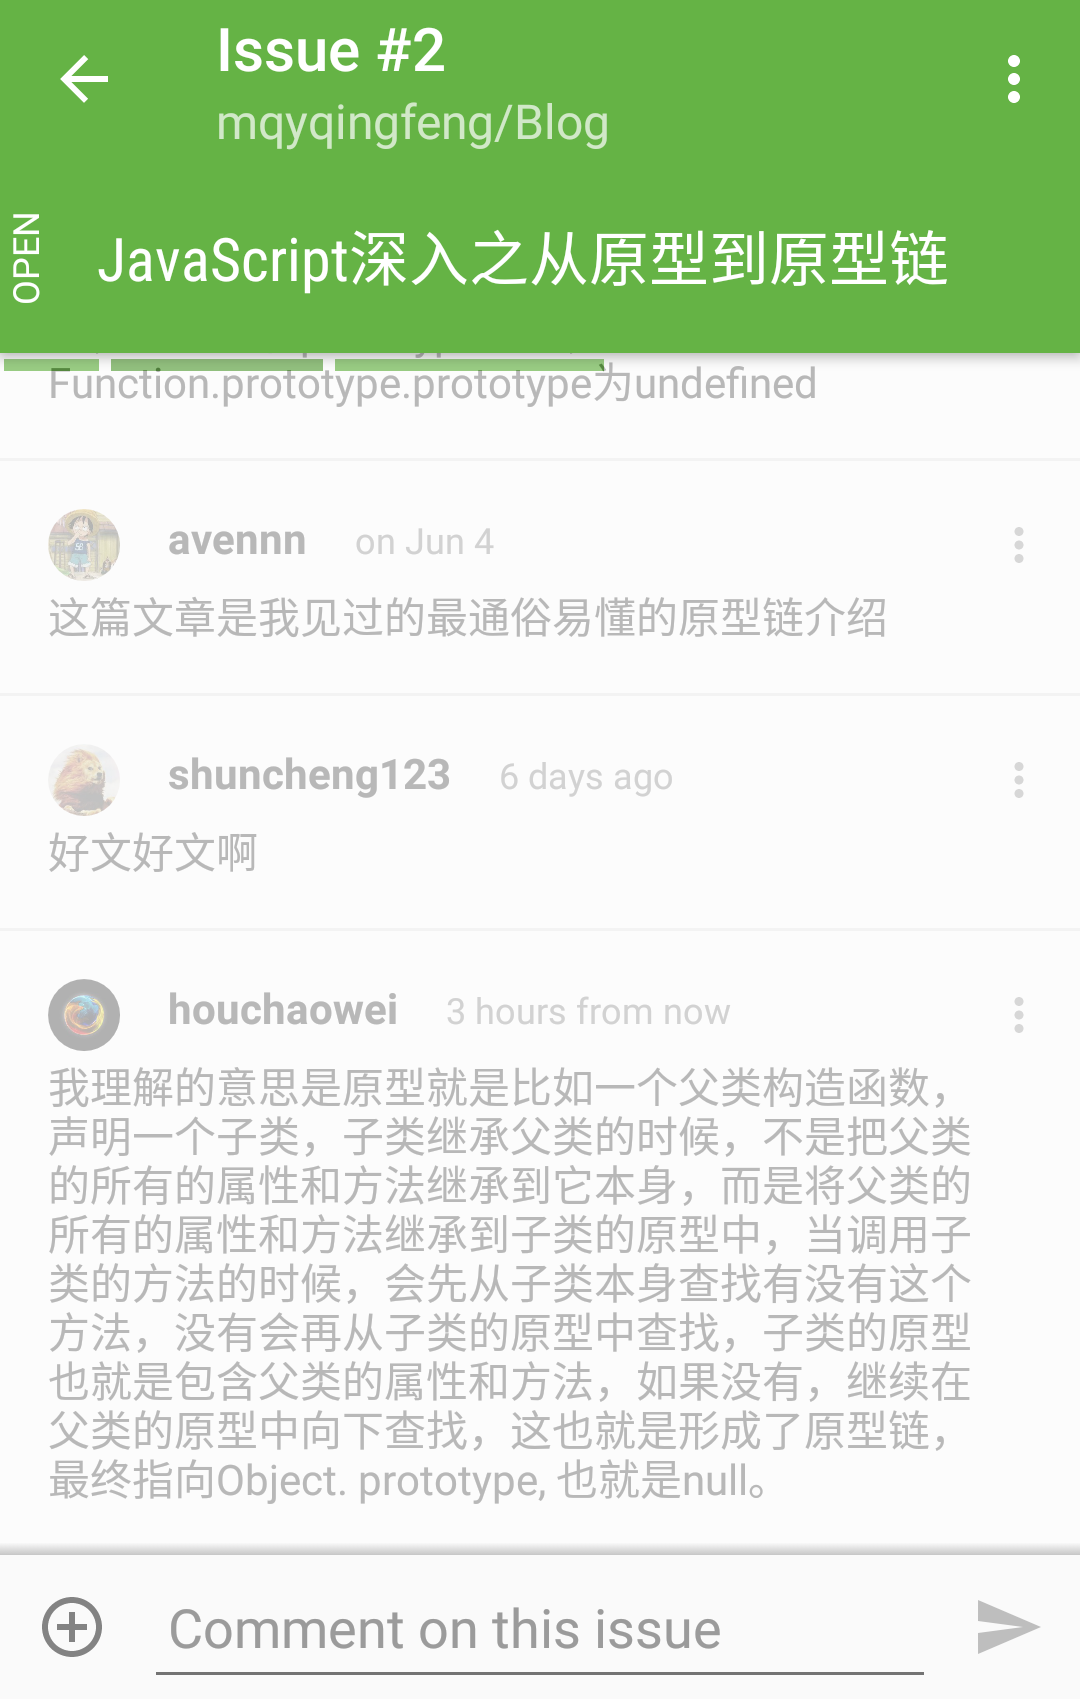 Issue #2
mqyqingfeng/Blog
OPEN
JavaScript深入之从原型到原型链
Function.prototype.prototype为undefined
avennn on Jun 4
这篇文章是我见过的最通俗易懂的原型链介绍
shuncheng123 6 days ago
好文好文啊
houchaowei 3 hours from now
我理解的意思是原型就是比如一个父类构造函数，
声明一个子类，子类继承父类的时候，不是把父类
的所有的属性和方法继承到它本身，而是将父类的
所有的属性和方法继承到子类的原型中，当调用子
类的方法的时候，会先从子类本身查找有没有这个
方法，没有会再从子类的原型中查找，子类的原型
也就是包含父类的属性和方法，如果没有，继续在
父类的原型中向下查找，这也就是形成了原型链，
最终指向Object. prototype, 也就是null。
Comment on this issue